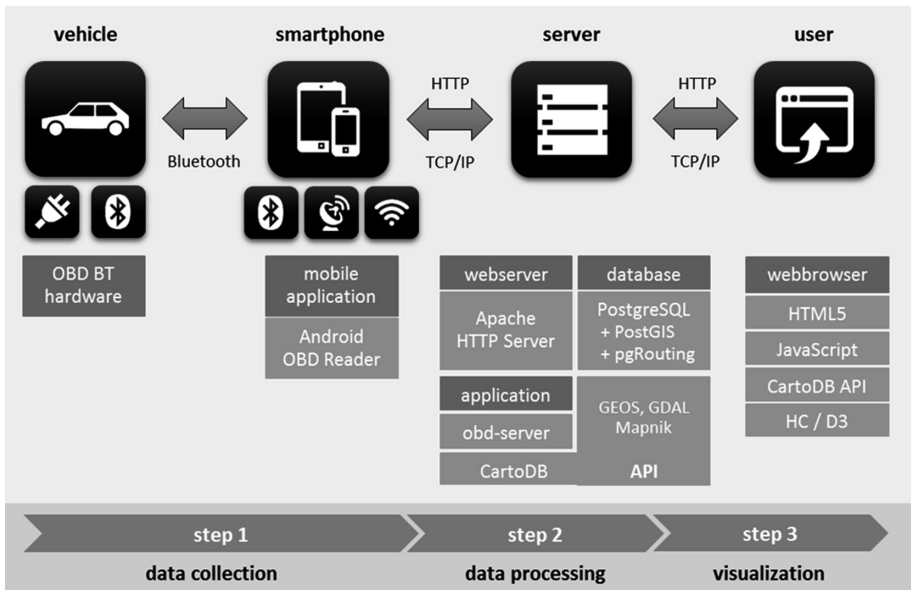 vehicle
smartphone
server
user
HTTP
HTTP
Bluetooth
TCP/IP
TCP/IP
OBD BT
hardware
mobile
application
Android
OBD Reader
webserver
Apache
HTTP Server
database
PostgreSQL
+ PostGIS
+ pgRouting
application
obd-server
CartoDB
GEOS, GDAL
Mapnik
API
webbrowser
HTML5
JavaScript
CartoDB API
HC / D3
step 1
step 2
step 3
data collection
data processing
visualization